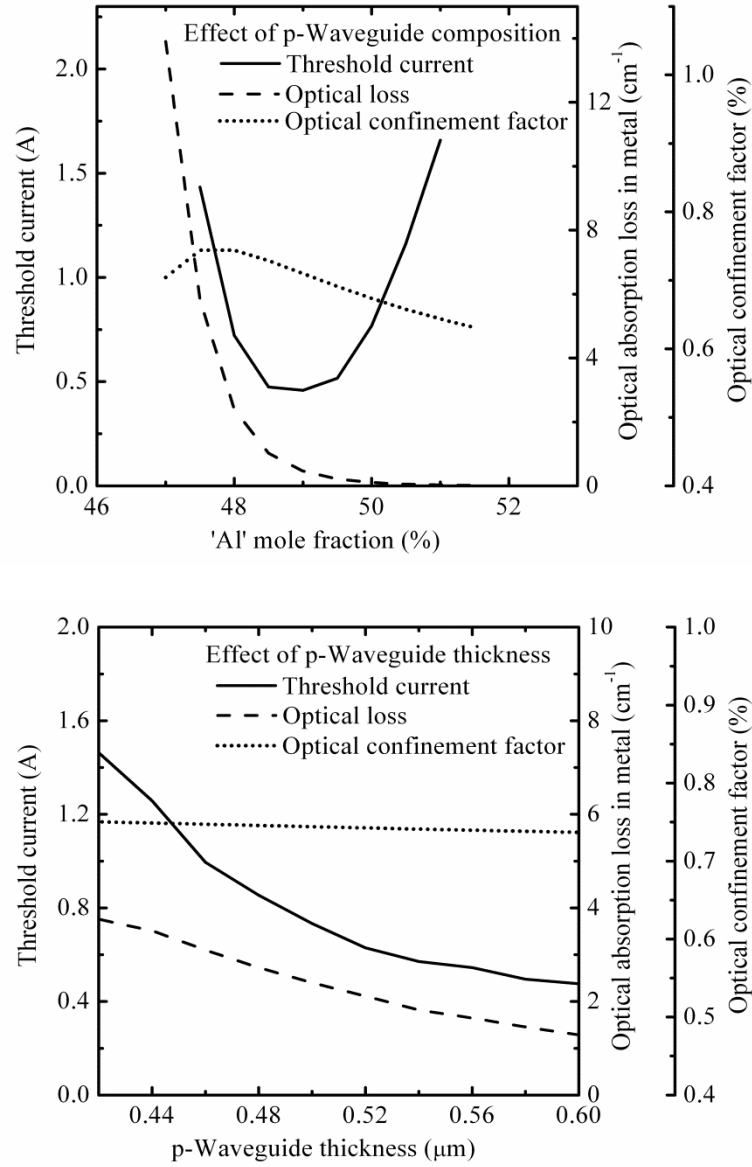 Effect of p-Waveguide composition
Threshold current
Optical loss
Optical confinement factor
Threshold current (A)
2.0
1.5
1.0
0.5
0.0
46
48
50
52
'Al' mole fraction (%)
12
8
4
0
Optical absorption loss in metal (cm-1)
1.0
0.8
0.6
0.4
Optical confinement factor (%)
Effect of p-Waveguide thickness
Threshold current
Optical loss
Optical confinement factor
Threshold current (A)
2.0
1.6
1.2
0.8
0.4
0.0
0.44
0.48
0.52
0.56
0.60
p-Waveguide thickness (μm)
10
8
6
4
2
0
Optical absorption loss in metal (cm-1)
1.0
0.9
0.8
0.7
0.6
0.5
0.4
Optical confinement factor (%)